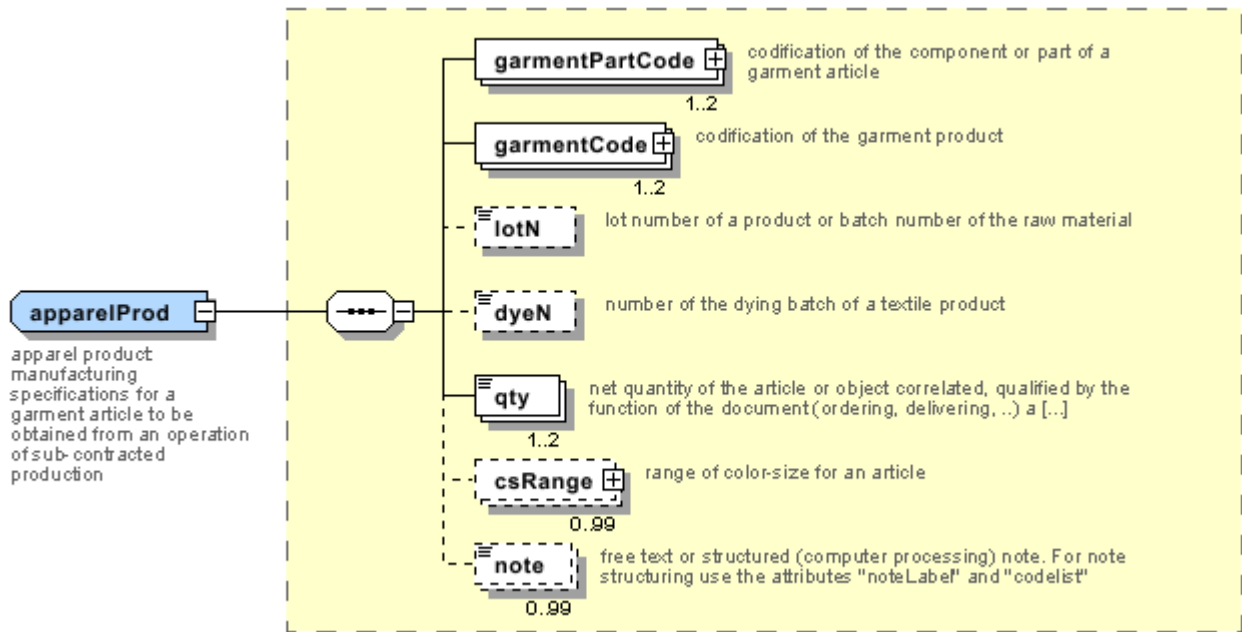 garmentPartCode
codification of the component or part of a
garment article
1..2
garmentCode
codification of the garment product
1..2
lotN
lot number of a product or batch number of the raw material
apparelProd
apparel product
manufacturing
specifications for a
garment article to be
obtained from an operation
of sub-contracted
production
dyeN
number of the dying batch of a textile product
qty
net quantity of the article or object correlated, qualified by the
function of the document (ordering, delivering, ..) a [...]
1..2
csRange
range of color-size for an article
0..99
note
free text or structured (computer processing) note. For note
structuring use the attributes "noteLabel" and "codelist"
0..99